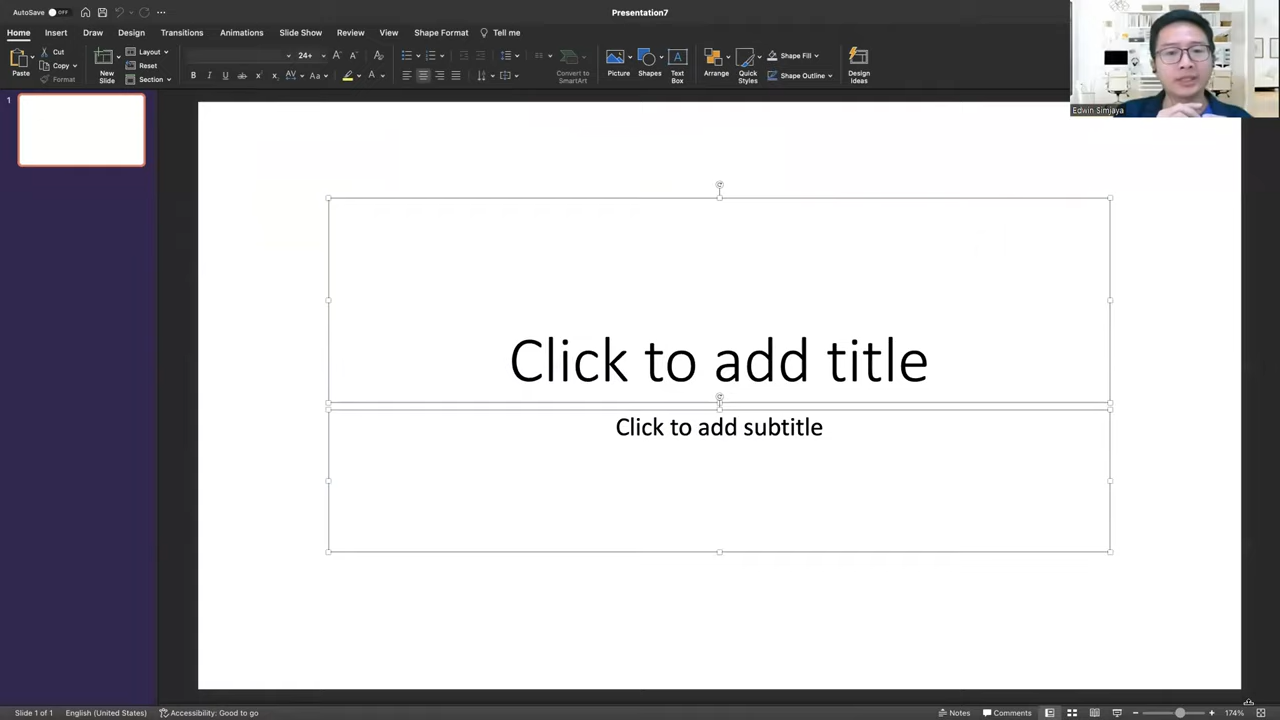 AutoSave OFF
Presentation7
Home Insert Draw Design Transitions Animations Slide Show Review View Shape Format Tell me
Paste
Cut
Copy
Format
New Slide
Layout
Reset
Section
24+
B I U ab x x AV Aa A
Convert to SmartArt
Picture
Shapes
Text Box
Arrange
Quick Styles
Shape Fill
Shape Outline
Design Ideas
Edwin Simjaya
1
Click to add title
Click to add subtitle
Slide 1 of 1 English (United States) Accessibility: Good to go Notes Comments 174%